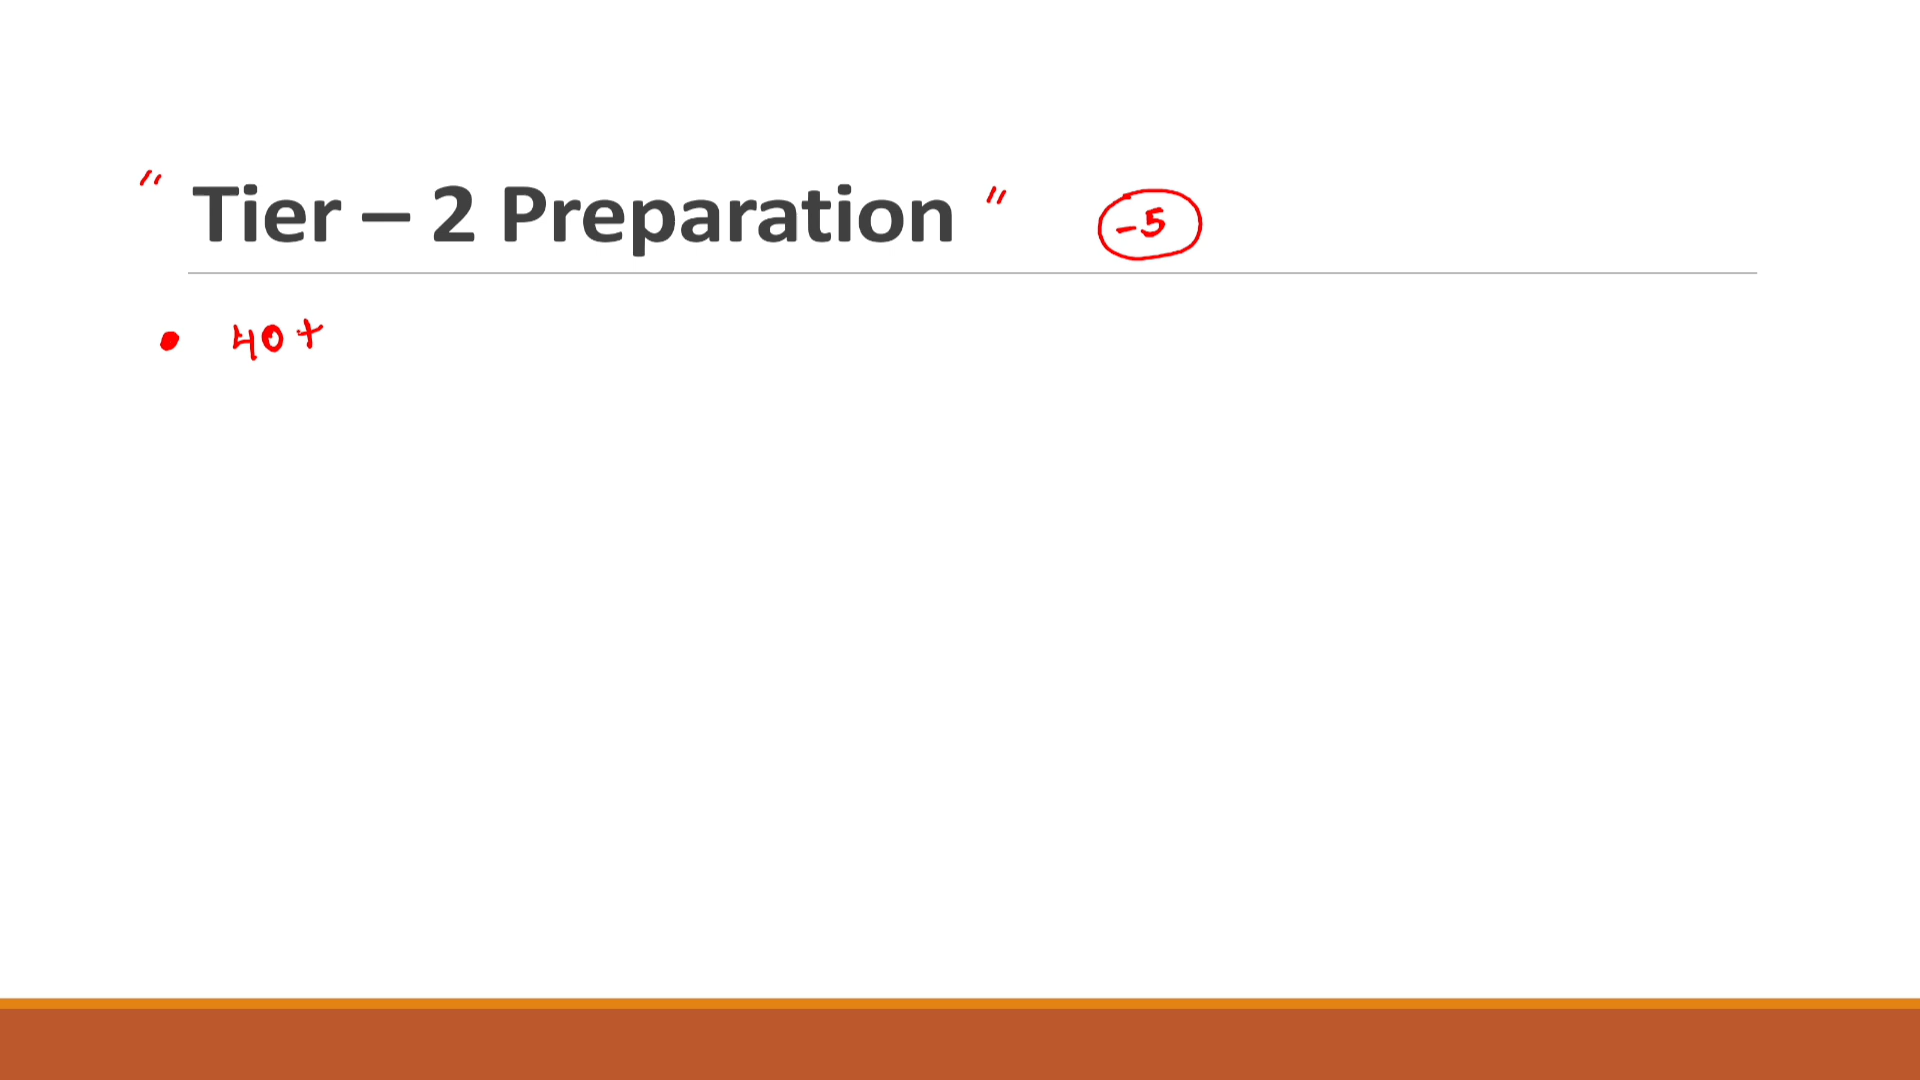 " Tier – 2 Preparation " -5
• 40+